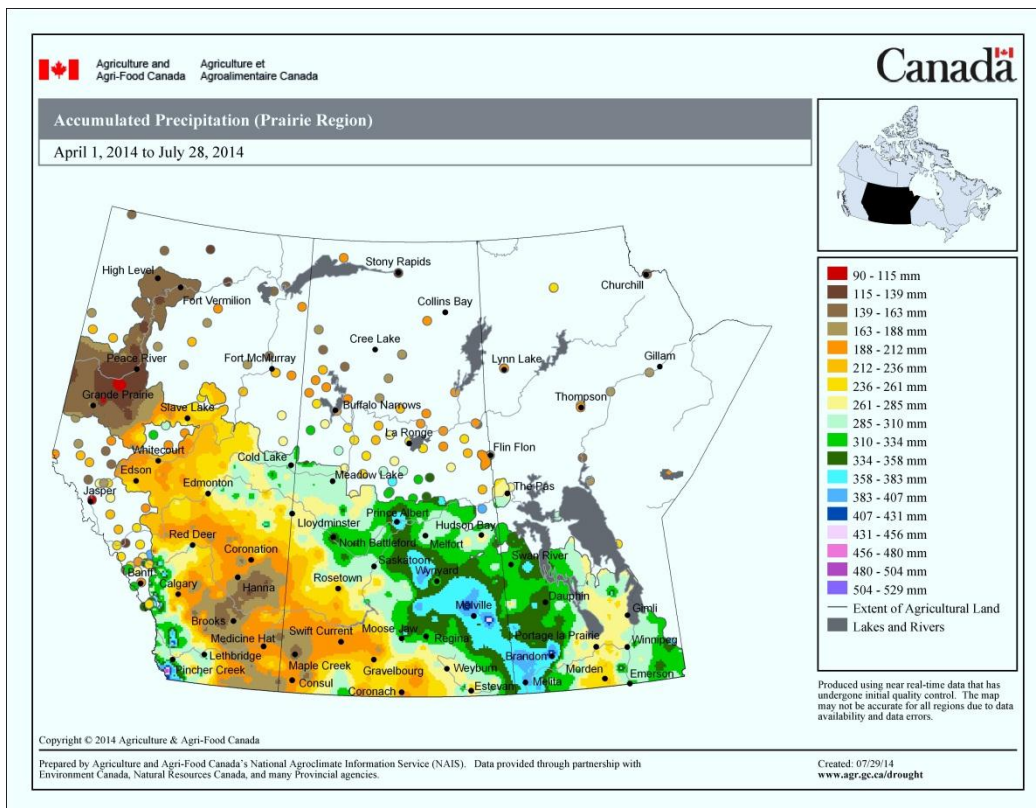 Agriculture and
Agri-Food Canada
Agriculture et
Agroalimentaire Canada
Canada
Accumulated Precipitation (Prairie Region)
April 1, 2014 to July 28, 2014
High Level
Fort Vermilion
Stony Rapids
Churchill
Collins Bay
Cree Lake
Peace River
Fort McMurray
Lynn Lake
Gillam
Grande Prairie
Slave Lake
Buffalo Narrows
Thompson
La Ronge
Flin Flon
Whitecourt
Edson
Cold Lake
Meadow Lake
Jasper
Edmonton
The Pas
Lloydminster
Prince Albert
Hudson Bay
Red Deer
North Battleford
Melfort
Coronation
Saskatoon
Swan River
Wynyard
Banff
Calgary
Hanna
Rosetown
Melville
Dauphin
Gimli
Brooks
Moose Jaw
Medicine Hat
Swift Current
Regina
Portage la Prairie
Winnipeg
Lethbridge
Pincher Creek
Maple Creek
Gravelbourg
Weyburn
Brandon
Morden
Emerson
Consul
Coronach
Estevan
Melita
90 - 115 mm
115 - 139 mm
139 - 163 mm
163 - 188 mm
188 - 212 mm
212 - 236 mm
236 - 261 mm
261 - 285 mm
285 - 310 mm
310 - 334 mm
334 - 358 mm
358 - 383 mm
383 - 407 mm
407 - 431 mm
431 - 456 mm
456 - 480 mm
480 - 504 mm
504 - 529 mm
Extent of Agricultural Land
Lakes and Rivers
Produced using near real-time data that has
undergone initial quality control. The map
may not be accurate for all regions due to data
availability and data errors.
Copyright © 2014 Agriculture & Agri-Food Canada
Prepared by Agriculture and Agri-Food Canada's National Agroclimate Information Service (NAIS). Data provided through partnership with
Environment Canada, Natural Resources Canada, and many Provincial agencies.
Created: 07/29/14
www.agr.gc.ca/drought